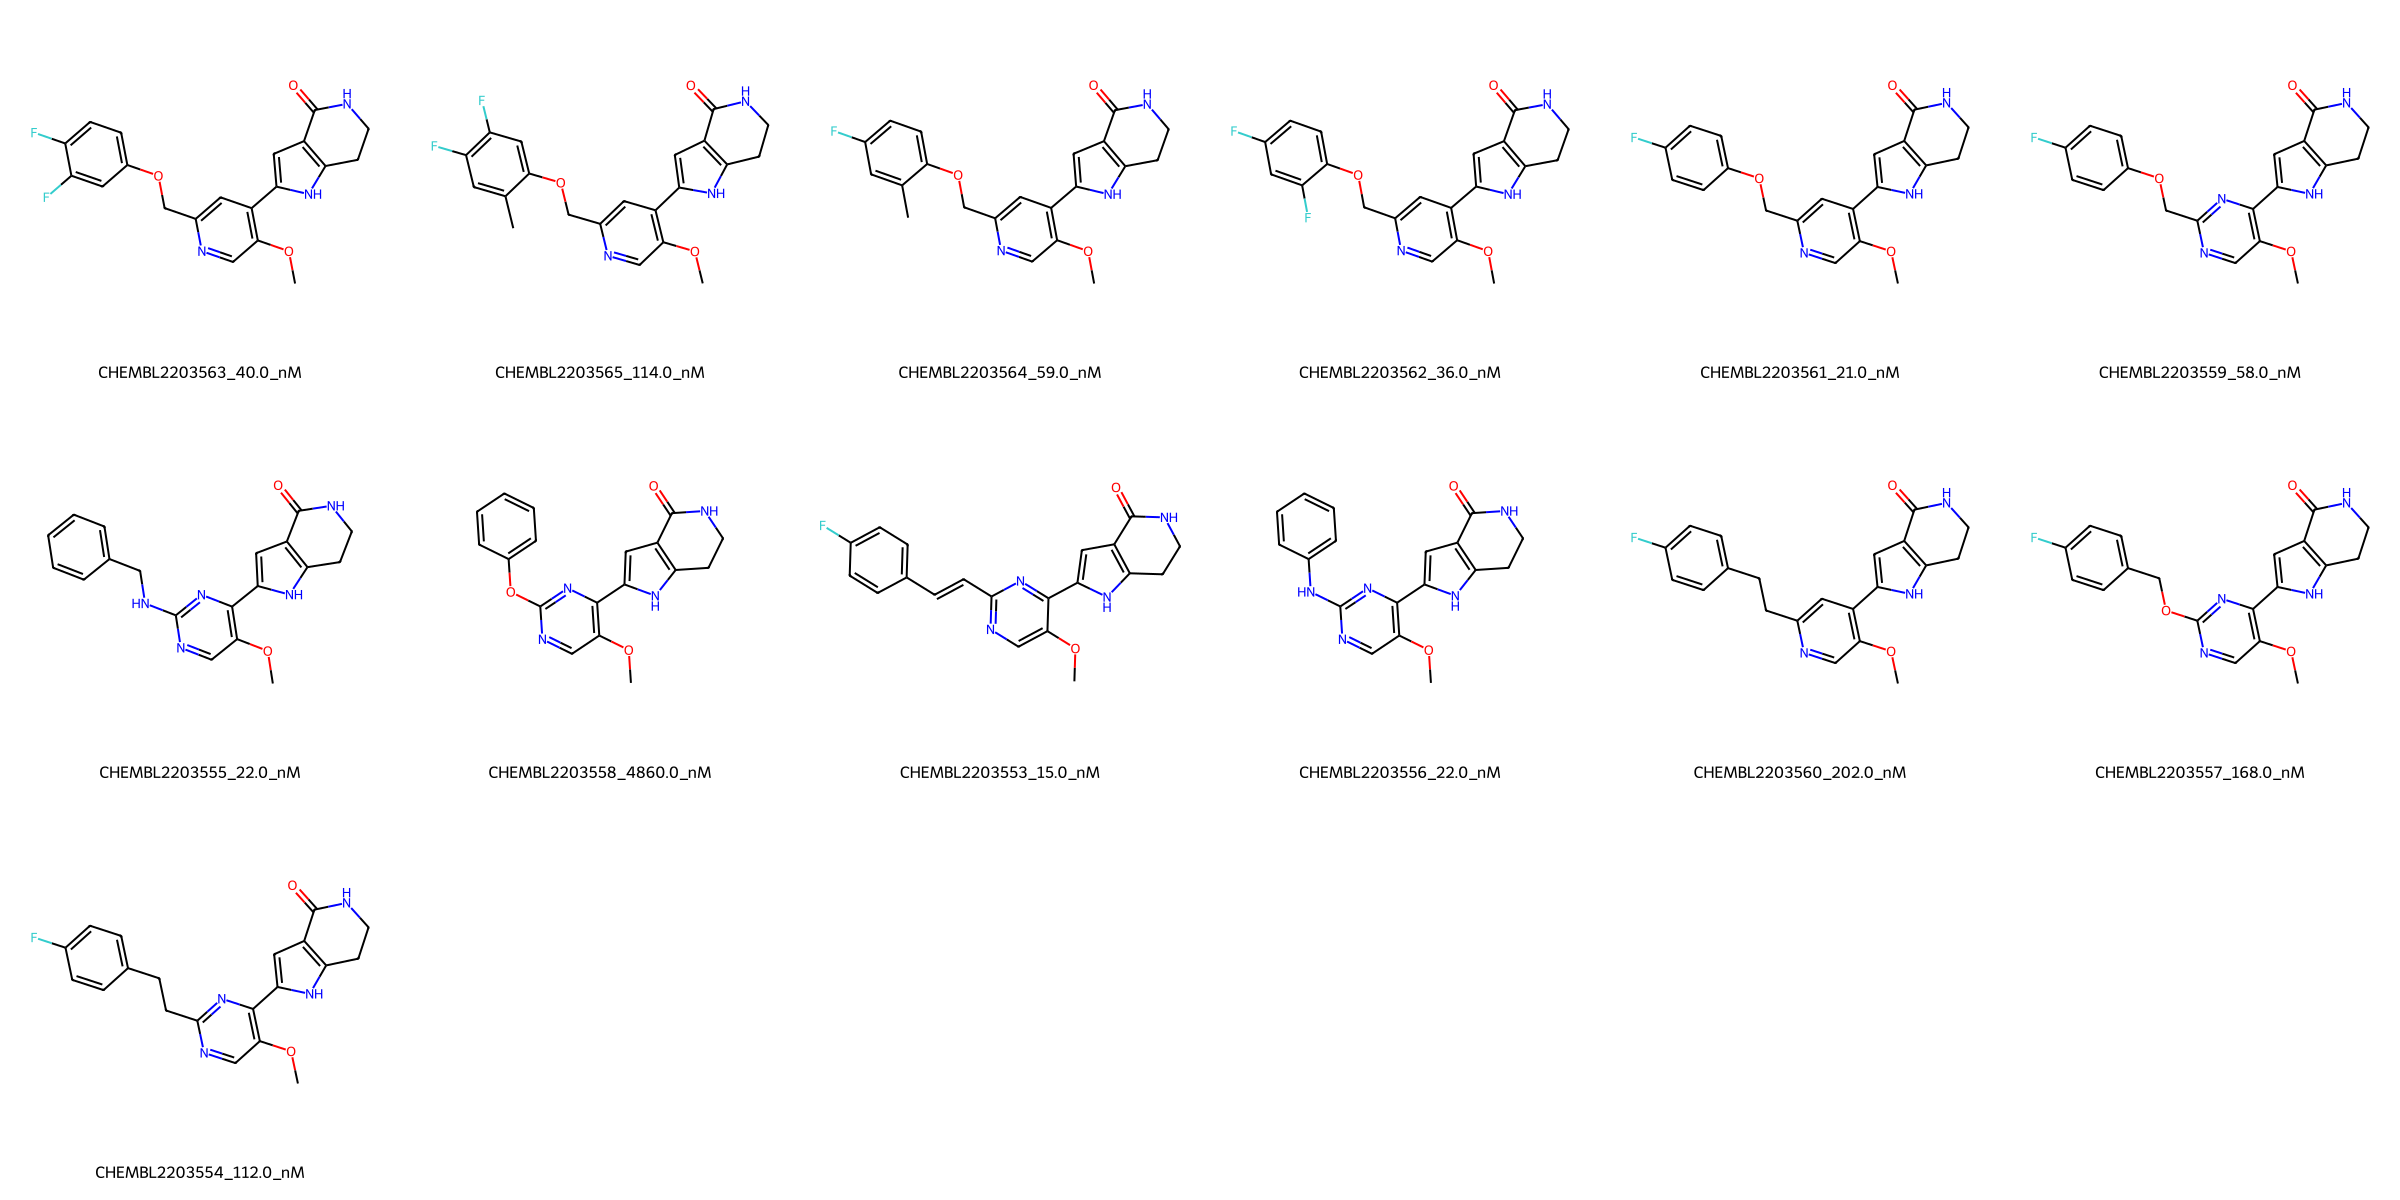 CHEMBL2203563_40.0_nM
CHEMBL2203565_114.0_nM
CHEMBL2203564_59.0_nM
CHEMBL2203562_36.0_nM
CHEMBL2203561_21.0_nM
CHEMBL2203559_58.0_nM
CHEMBL2203555_22.0_nM
CHEMBL2203558_4860.0_nM
CHEMBL2203553_15.0_nM
CHEMBL2203556_22.0_nM
CHEMBL2203560_202.0_nM
CHEMBL2203557_168.0_nM
CHEMBL2203554_112.0_nM